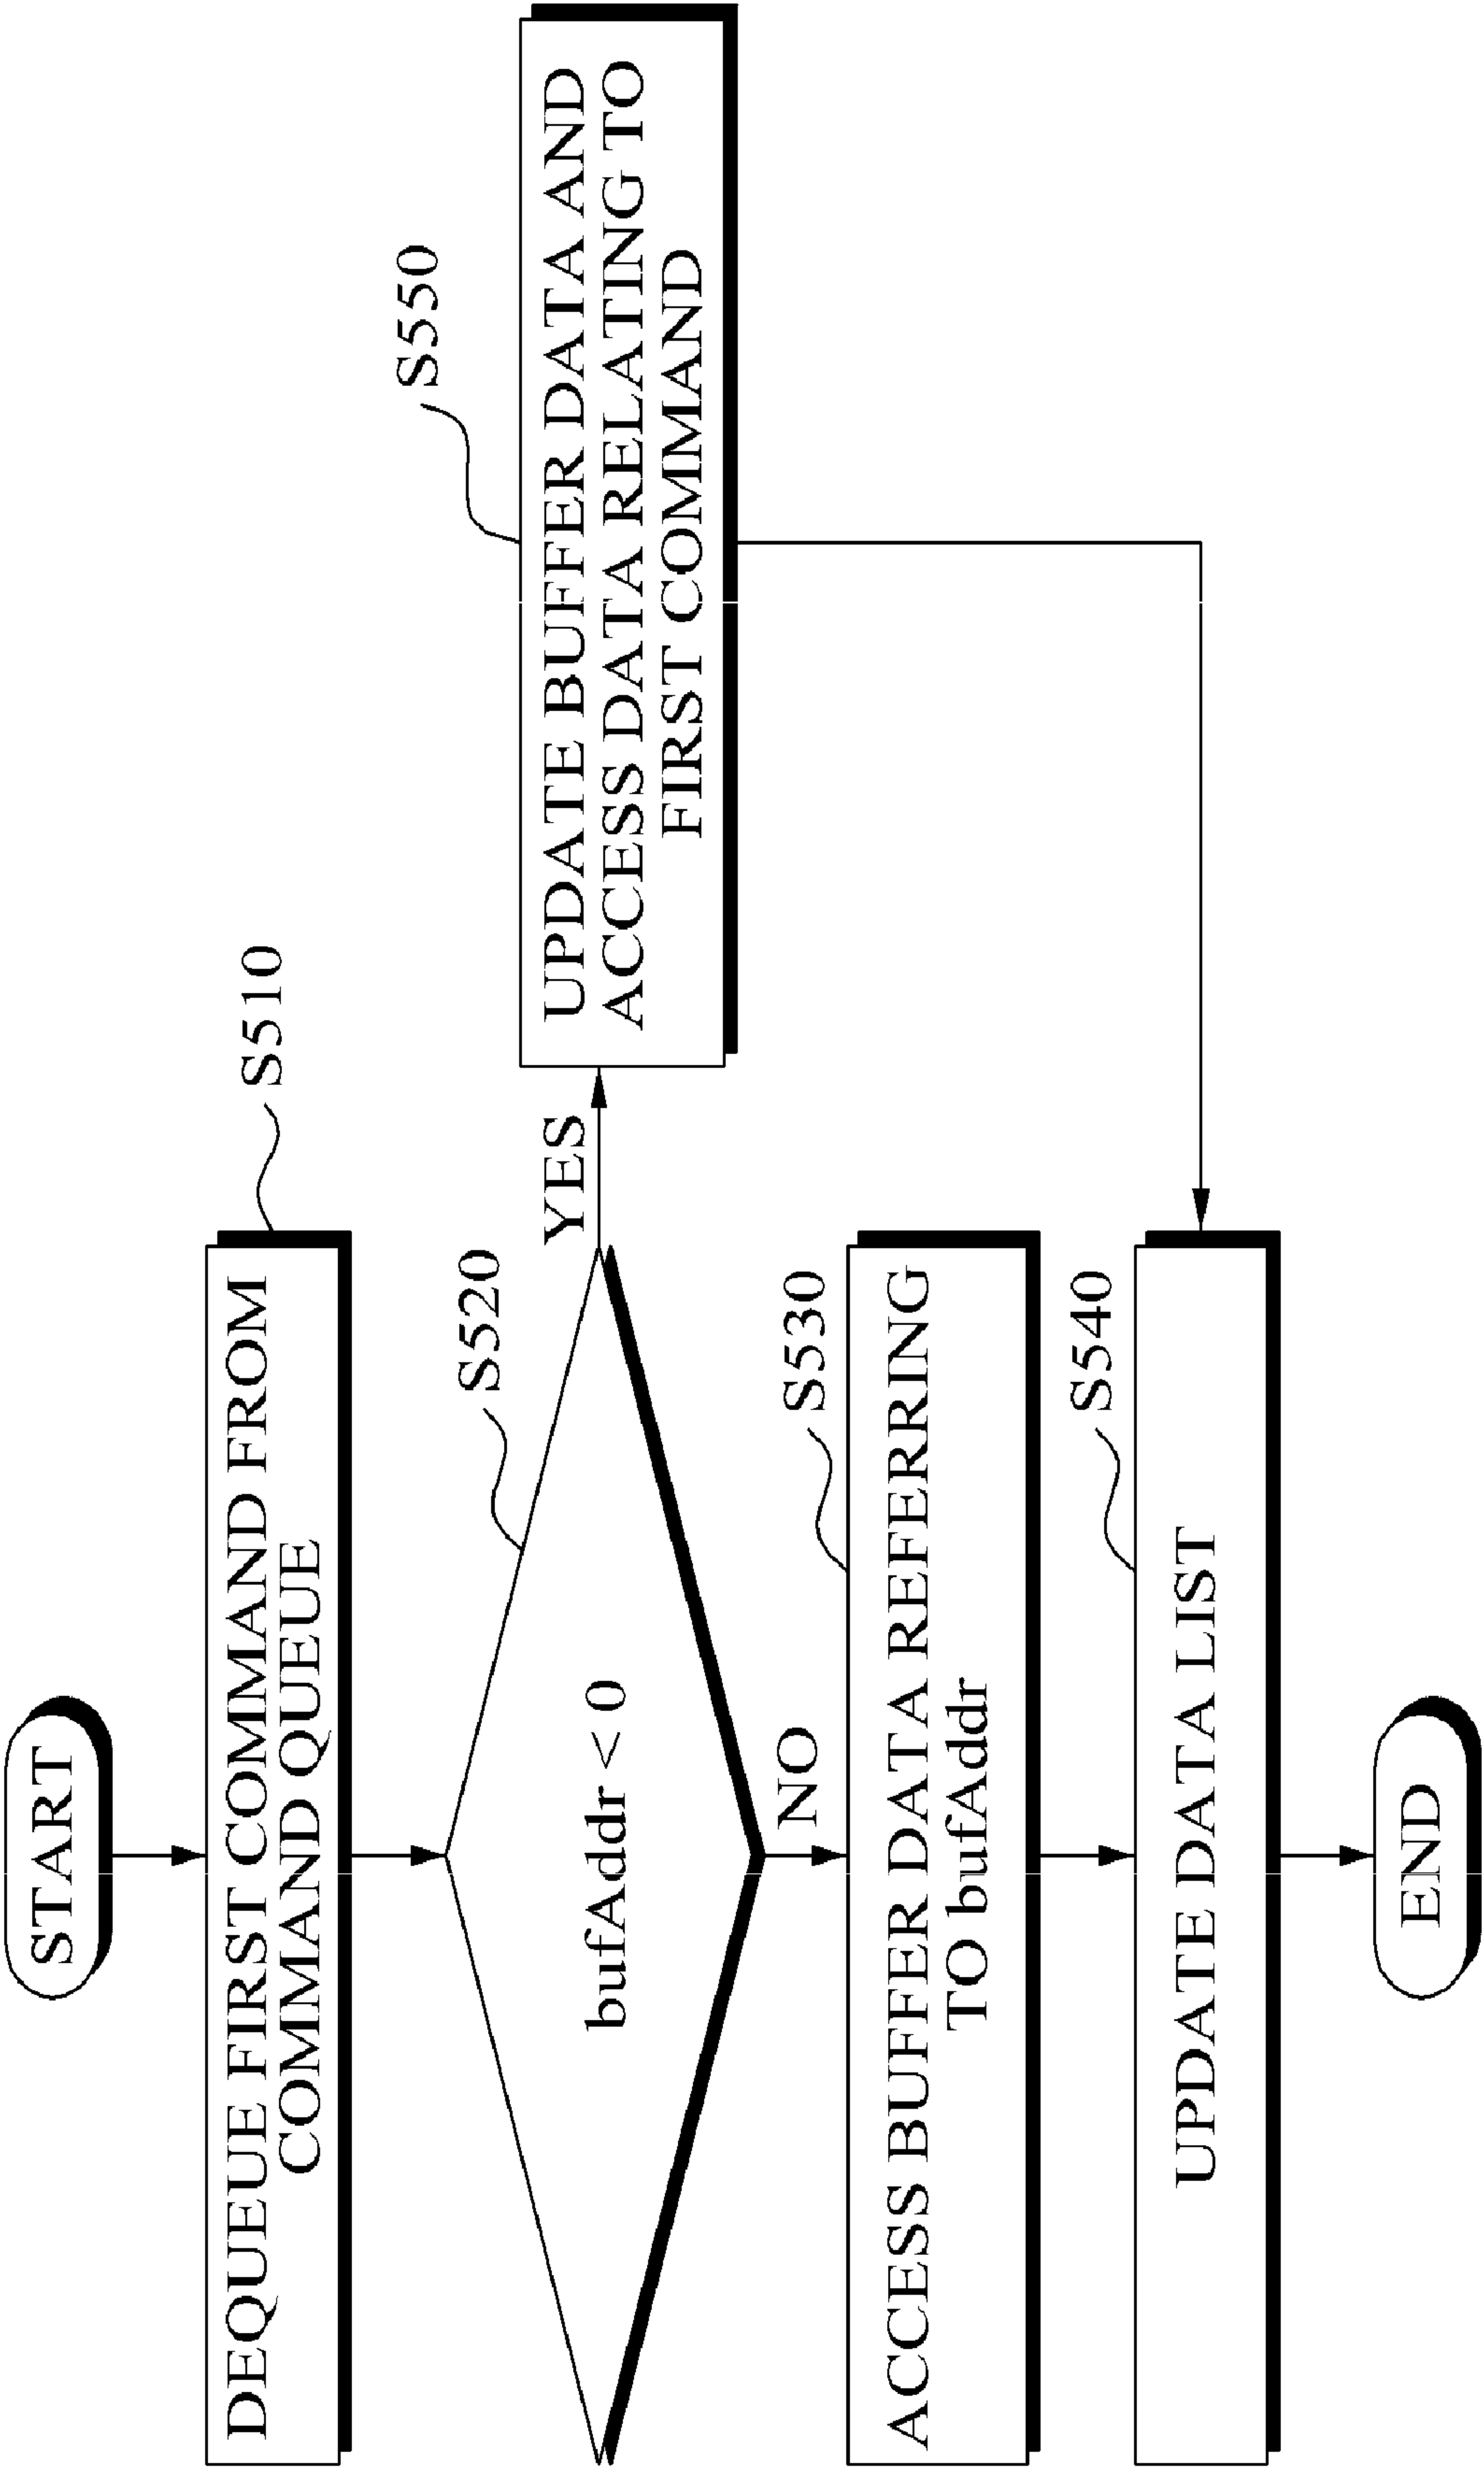 START
DEQUEUE FIRST COMMAND FROM
COMMAND QUEUE
S510
bufAddr < 0
S520
YES
UPDATE BUFFER DATA AND
ACCESS DATA RELATING TO
FIRST COMMAND
S550
NO
ACCESS BUFFER DATA REFERRING
TO bufAddr
S530
UPDATE DATA LIST
S540
END